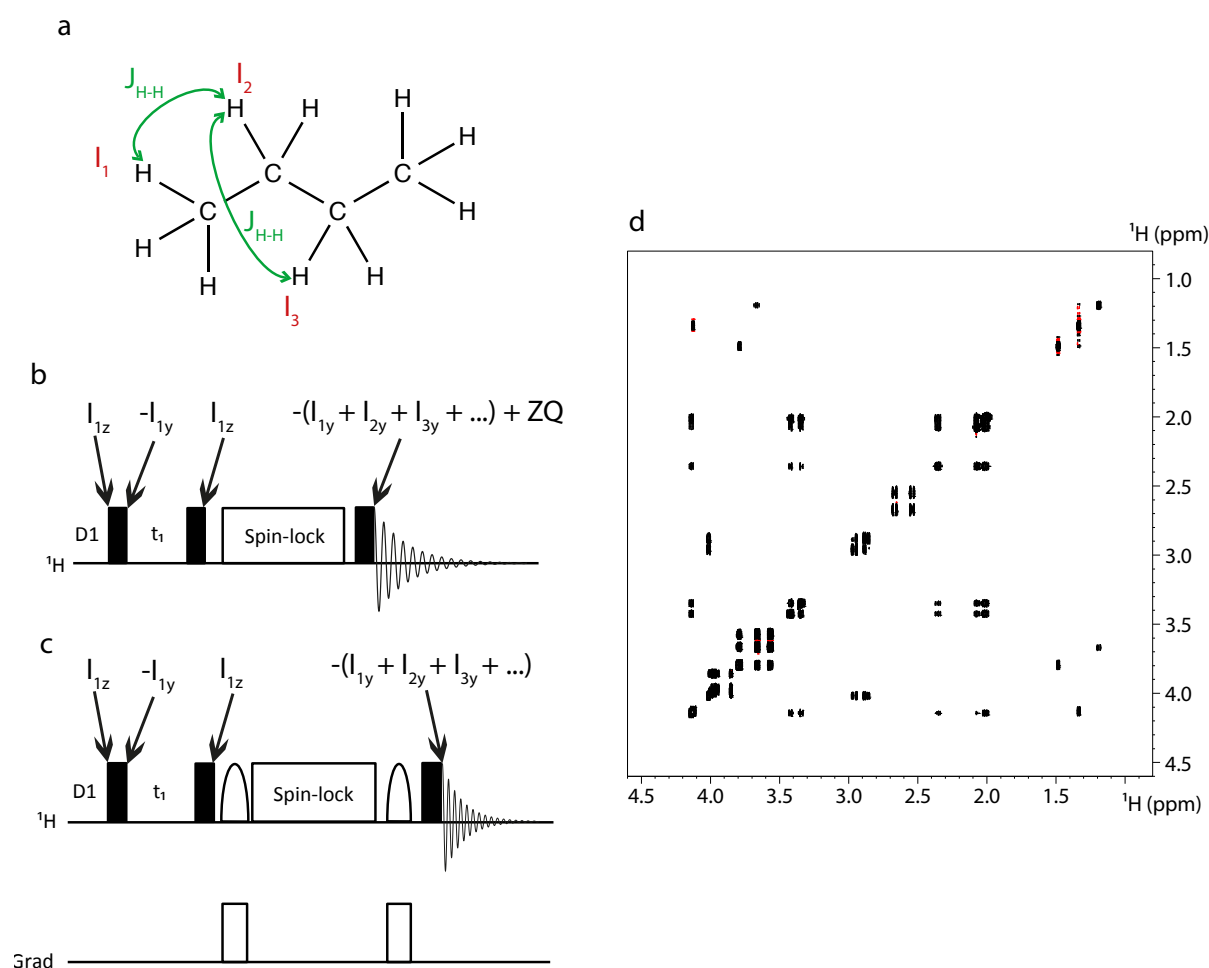 a
J H-H
I2
H
H
H
I1
H
H
C
C
H
C
C
J H-H
H
H
H
H
H
I3
b
I1z
-I1y
I1z
-(I1y + I2y + I3y + ...) + ZQ
D1
t1
Spin-lock
¹H
c
I1z
-I1y
I1z
-(I1y + I2y + I3y + ...)
D1
t1
Spin-lock
¹H
Grad
d
¹H (ppm)
1.0
1.5
2.0
2.5
3.0
3.5
4.0
4.5
4.5 4.0 3.5 3.0 2.5 2.0 1.5 ¹H (ppm)